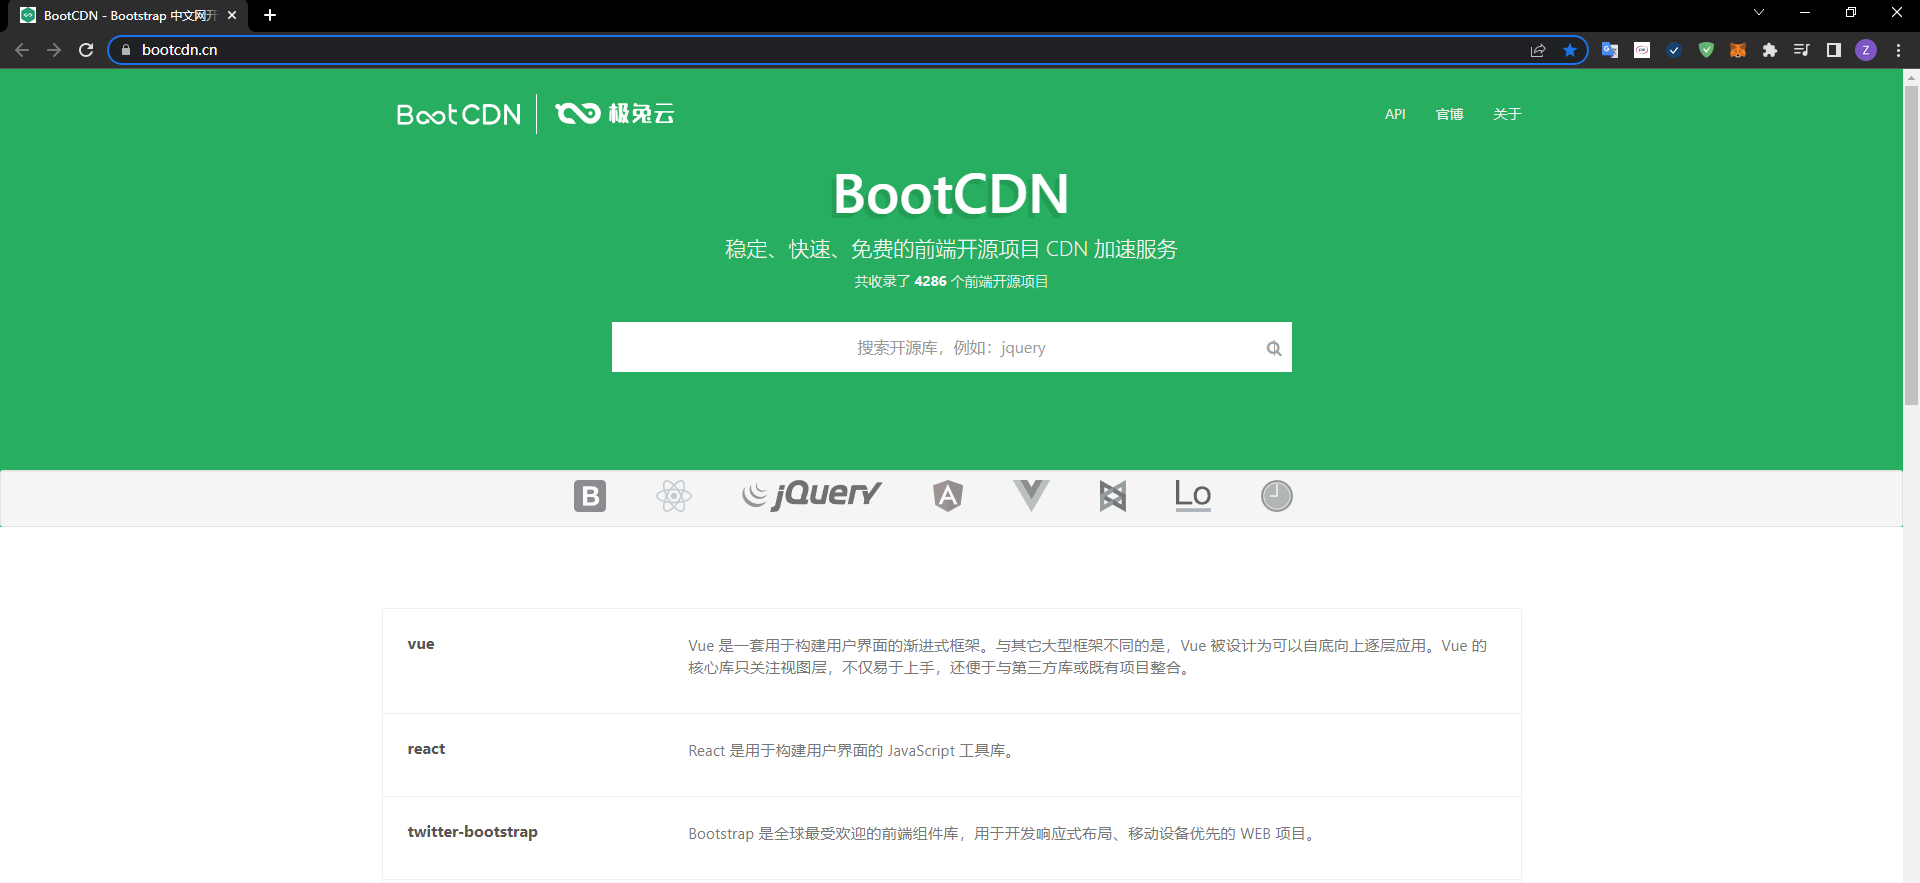 BootCDN - Bootstrap 中文网开
bootcdn.cn
Z
BootCDN 极兔云
API 官博 关于
BootCDN
稳定、快速、免费的前端开源项目 CDN 加速服务
共收录了 4286 个前端开源项目
搜索开源库，例如：jquery
B jQuery A Lo
vue
Vue 是一套用于构建用户界面的渐进式框架。与其它大型框架不同的是，Vue 被设计为可以自底向上逐层应用。Vue 的
核心库只关注视图层，不仅易于上手，还便于与第三方库或既有项目整合。
react
React 是用于构建用户界面的 JavaScript 工具库。
twitter-bootstrap
Bootstrap 是全球最受欢迎的前端组件库，用于开发响应式布局、移动设备优先的 WEB 项目。